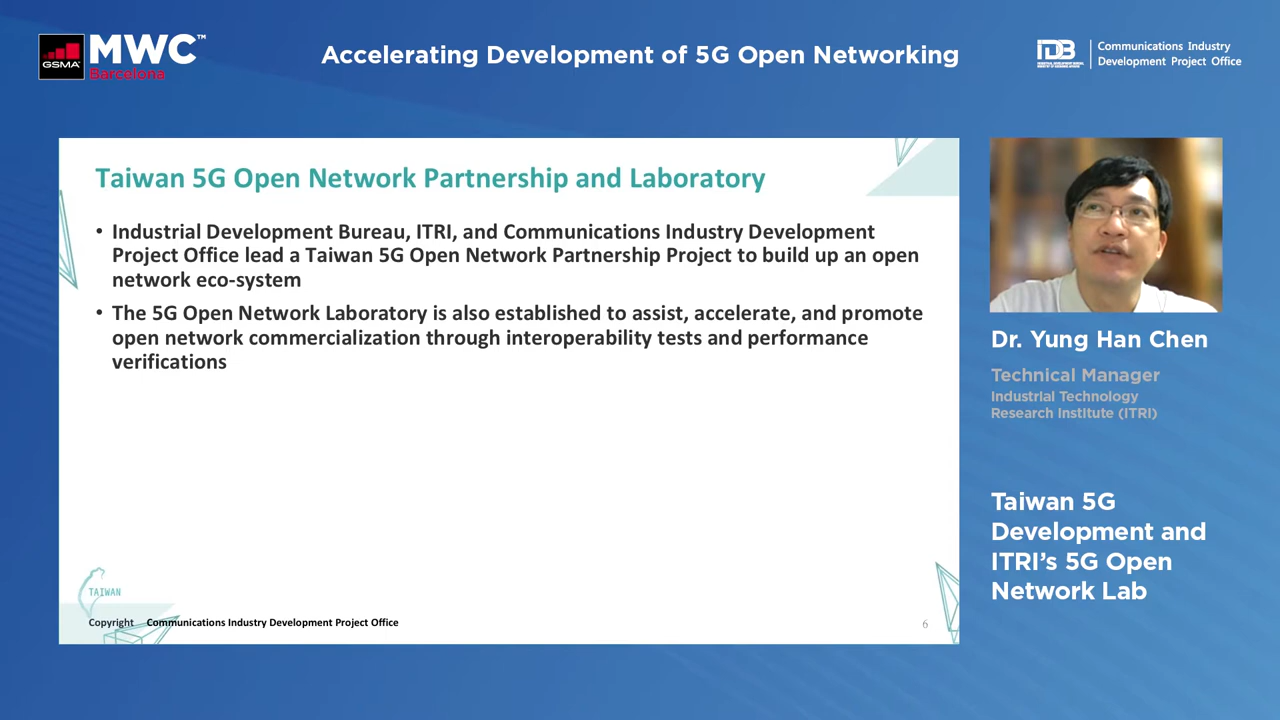 GSMA
MWC™
Barcelona
Accelerating Development of 5G Open Networking
IDB
Communications Industry
Development Project Office
Taiwan 5G Open Network Partnership and Laboratory
• Industrial Development Bureau, ITRI, and Communications Industry Development
Project Office lead a Taiwan 5G Open Network Partnership Project to build up an open
network eco-system
• The 5G Open Network Laboratory is also established to assist, accelerate, and promote
open network commercialization through interoperability tests and performance
verifications
TAIWAN
Copyright Communications Industry Development Project Office
6
Dr. Yung Han Chen
Technical Manager
Industrial Technology
Research Institute (ITRI)
Taiwan 5G
Development and
ITRI’s 5G Open
Network Lab